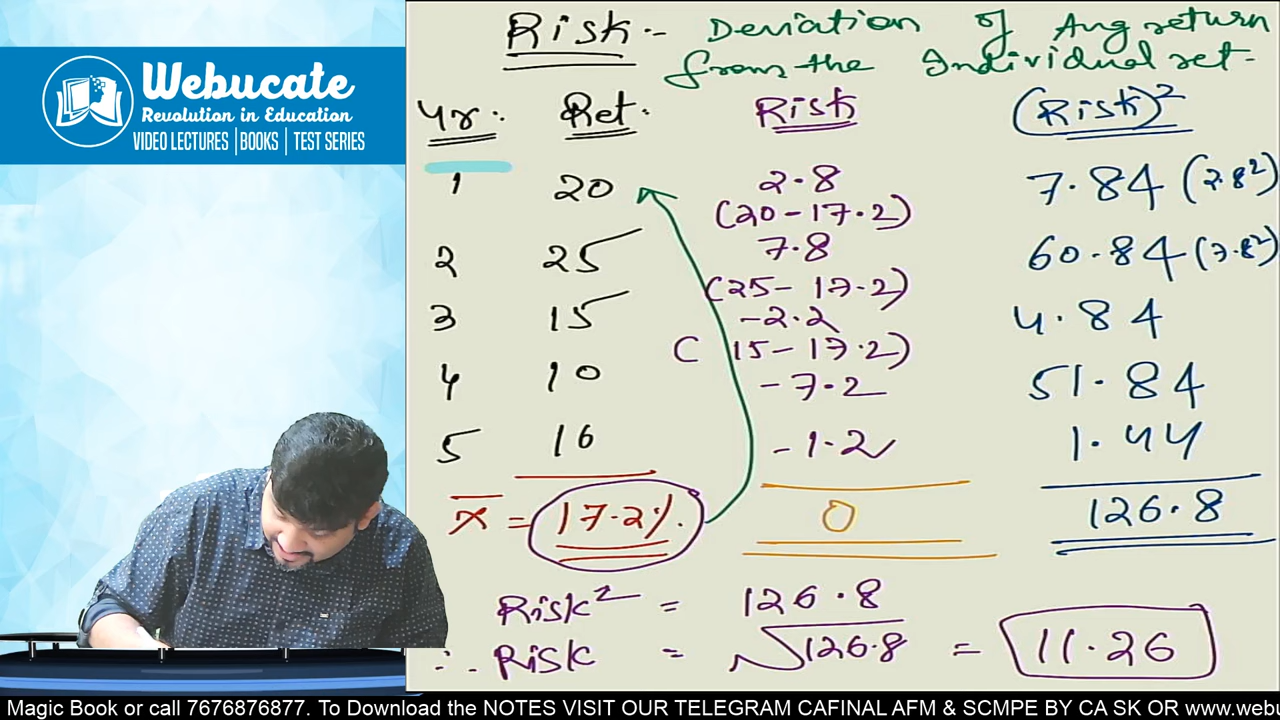 Webucate
Revolution in Education
VIDEO LECTURES | BOOKS | TEST SERIES
Risk :- Deviation of Avg return
from the Individual ret.
Yr. Ret. Risk (Risk)²
1 20 2.8 7.84 (2.8²)
(20-17.2)
2 25 7.8 60.84 (7.8²)
(25-17.2)
3 15 -2.2 4.84
(15-17.2)
4 10 -7.2 51.84
5 16 -1.2 1.44
x̄ = 17.2%. 0 126.8
Risk² = 126.8
∴ Risk = √126.8 = 11.26
Magic Book or call 7676876877. To Download the NOTES VISIT OUR TELEGRAM CAFINAL AFM & SCMPE BY CA SK OR www.webu